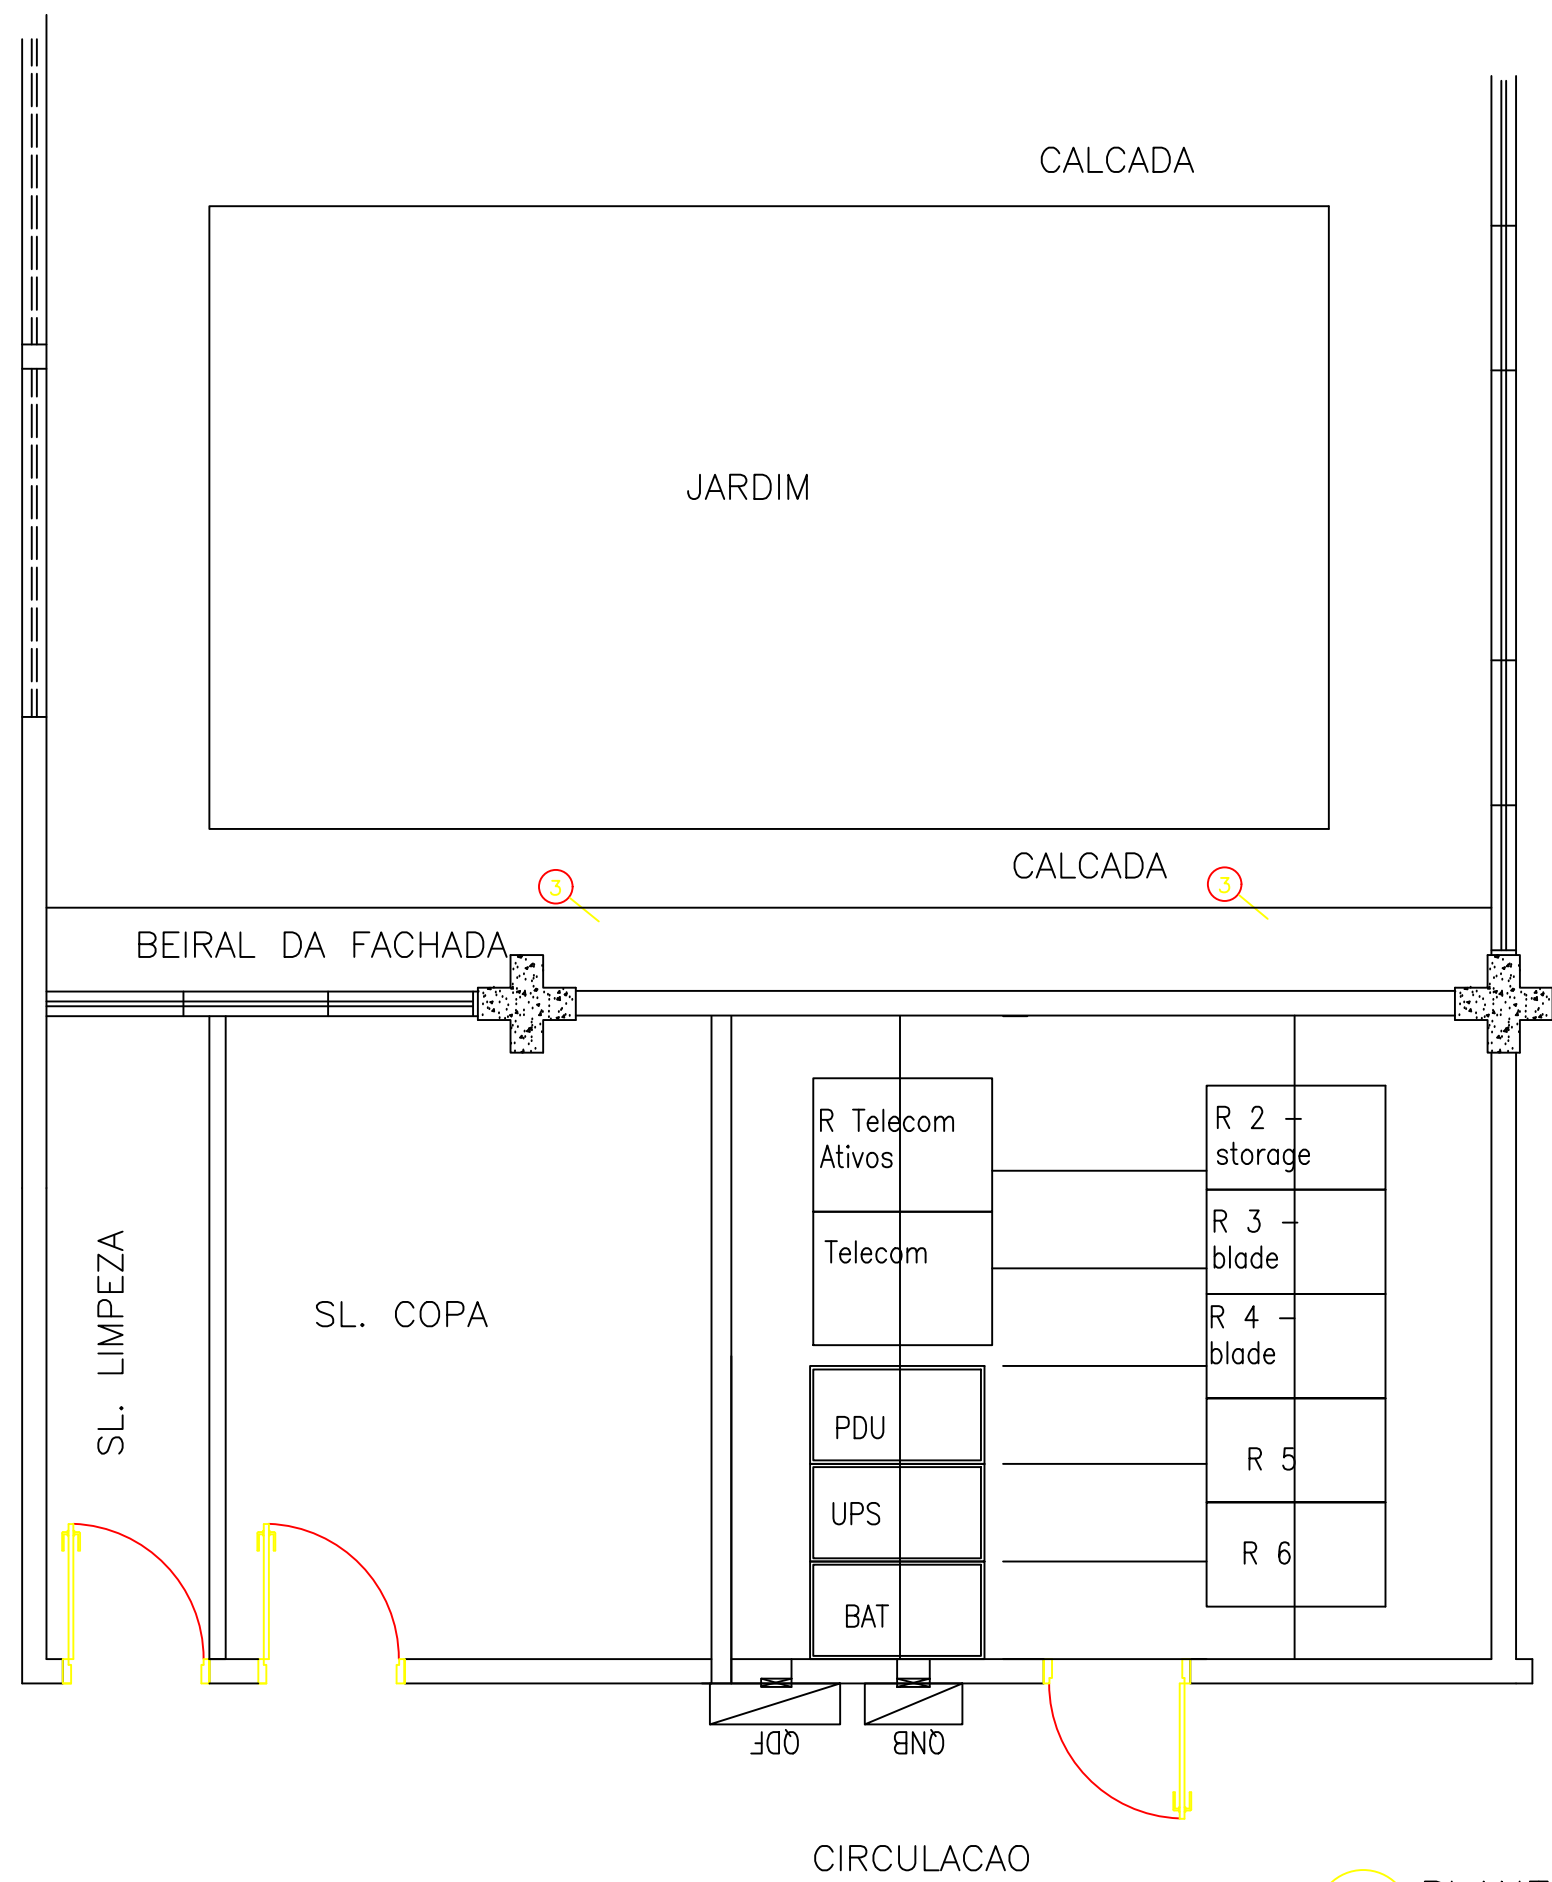 CALCADA
JARDIM
CALCADA
3
3
BEIRAL DA FACHADA
R Telecom
Ativos
R 2 -
storage
Telecom
R 3 -
blade
SL. LIMPEZA
SL. COPA
R 4 -
blade
PDU
R 5
UPS
R 6
BAT
QDF
QNB
CIRCULACAO